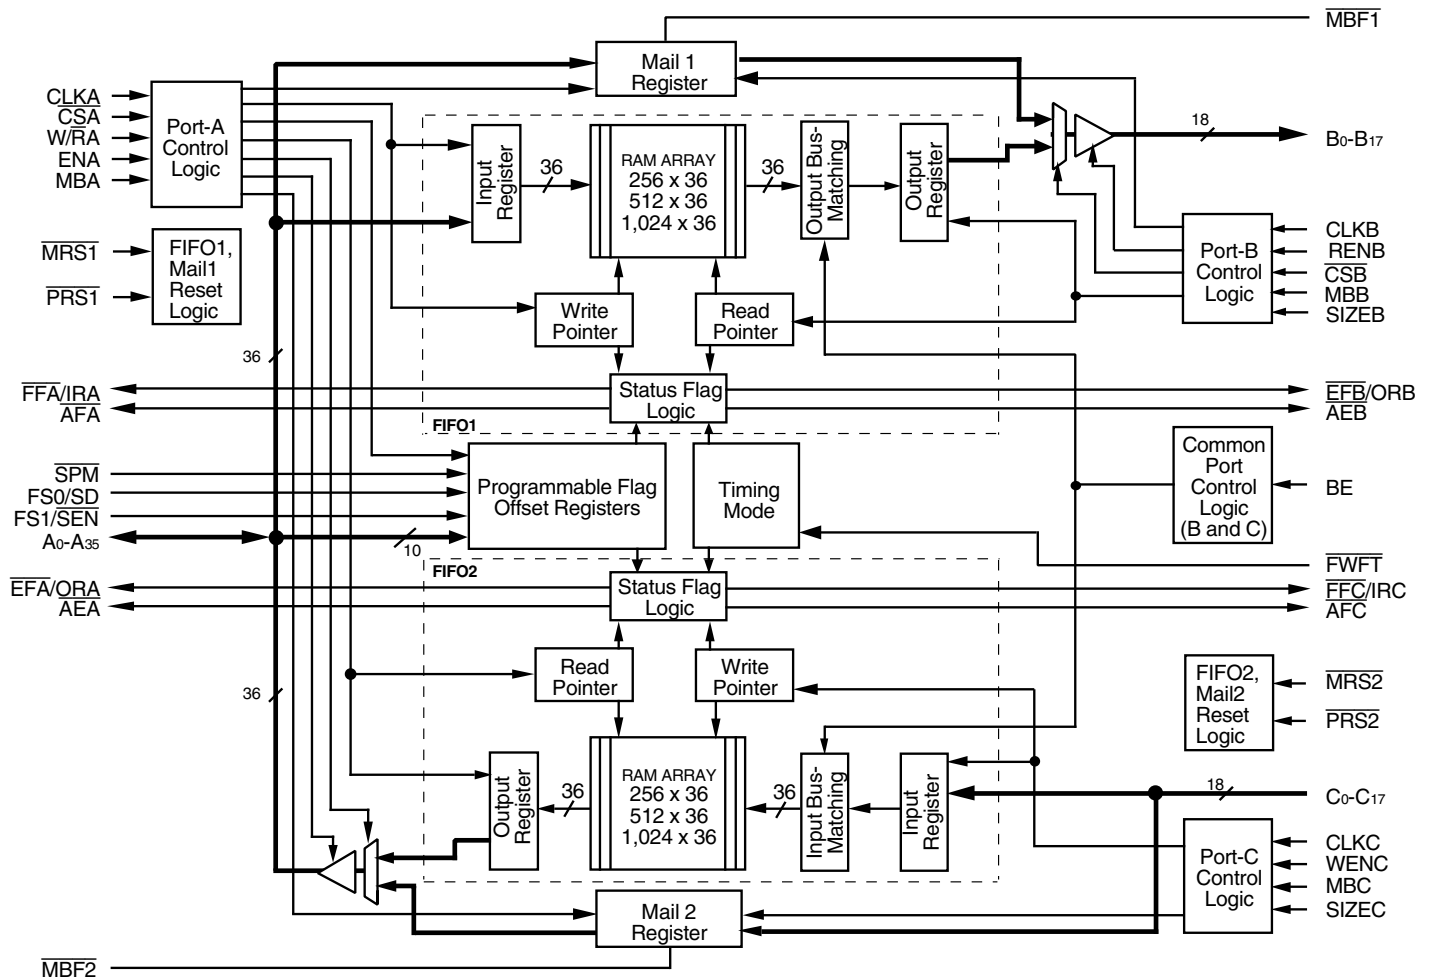 MBF1
Mail 1
Register
CLKA
CSA
W/RA
ENA
MBA
Port-A
Control
Logic
Input
Register
36
RAM ARRAY
256 x 36
512 x 36
1,024 x 36
36
Output Bus-
Matching
Output
Register
18
B0-B17
MRS1
PRS1
FIFO1,
Mail1
Reset
Logic
Port-B
Control
Logic
CLKB
RENB
CSB
MBB
SIZEB
Write
Pointer
Read
Pointer
36
FFA/IRA
AFA
Status Flag
Logic
EFB/ORB
AEB
FIFO1
SPM
FS0/SD
FS1/SEN
A0-A35
Programmable Flag
Offset Registers
10
Timing
Mode
Common
Port
Control
Logic
(B and C)
BE
FWFT
FIFO2
EFA/ORA
AEA
Status Flag
Logic
FFC/IRC
AFC
36
Read
Pointer
Write
Pointer
FIFO2,
Mail2
Reset
Logic
MRS2
PRS2
Output
Register
36
RAM ARRAY
256 x 36
512 x 36
1,024 x 36
36
Input Bus-
Matching
Input
Register
18
C0-C17
Port-C
Control
Logic
CLKC
WENC
MBC
SIZEC
Mail 2
Register
MBF2